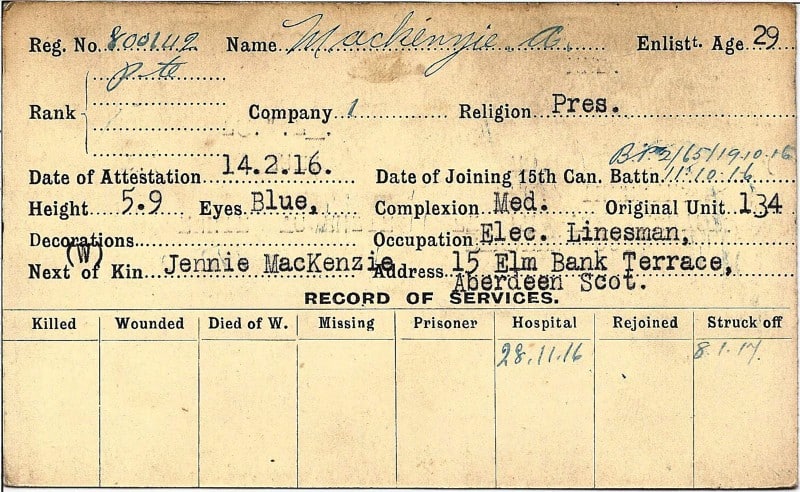 Reg. No. 800142 Name Mackenzie. A. Enlistt. Age 29
Pte
Rank Company 1 Religion Pres.
Date of Attestation 14.2.16. Date of Joining 15th Can. Battn. 11.10.16
Height 5.9 Eyes Blue, Complexion Med. Original Unit 134
Decorations Occupation Elec. Linesman,
(W)
Next of Kin Jennie MacKenzie Address 15 Elm Bank Terrace,
Aberdeen Scot.
RECORD OF SERVICES.
Killed Wounded Died of W. Missing Prisoner Hospital Rejoined Struck off
28.11.16 8.1.17.